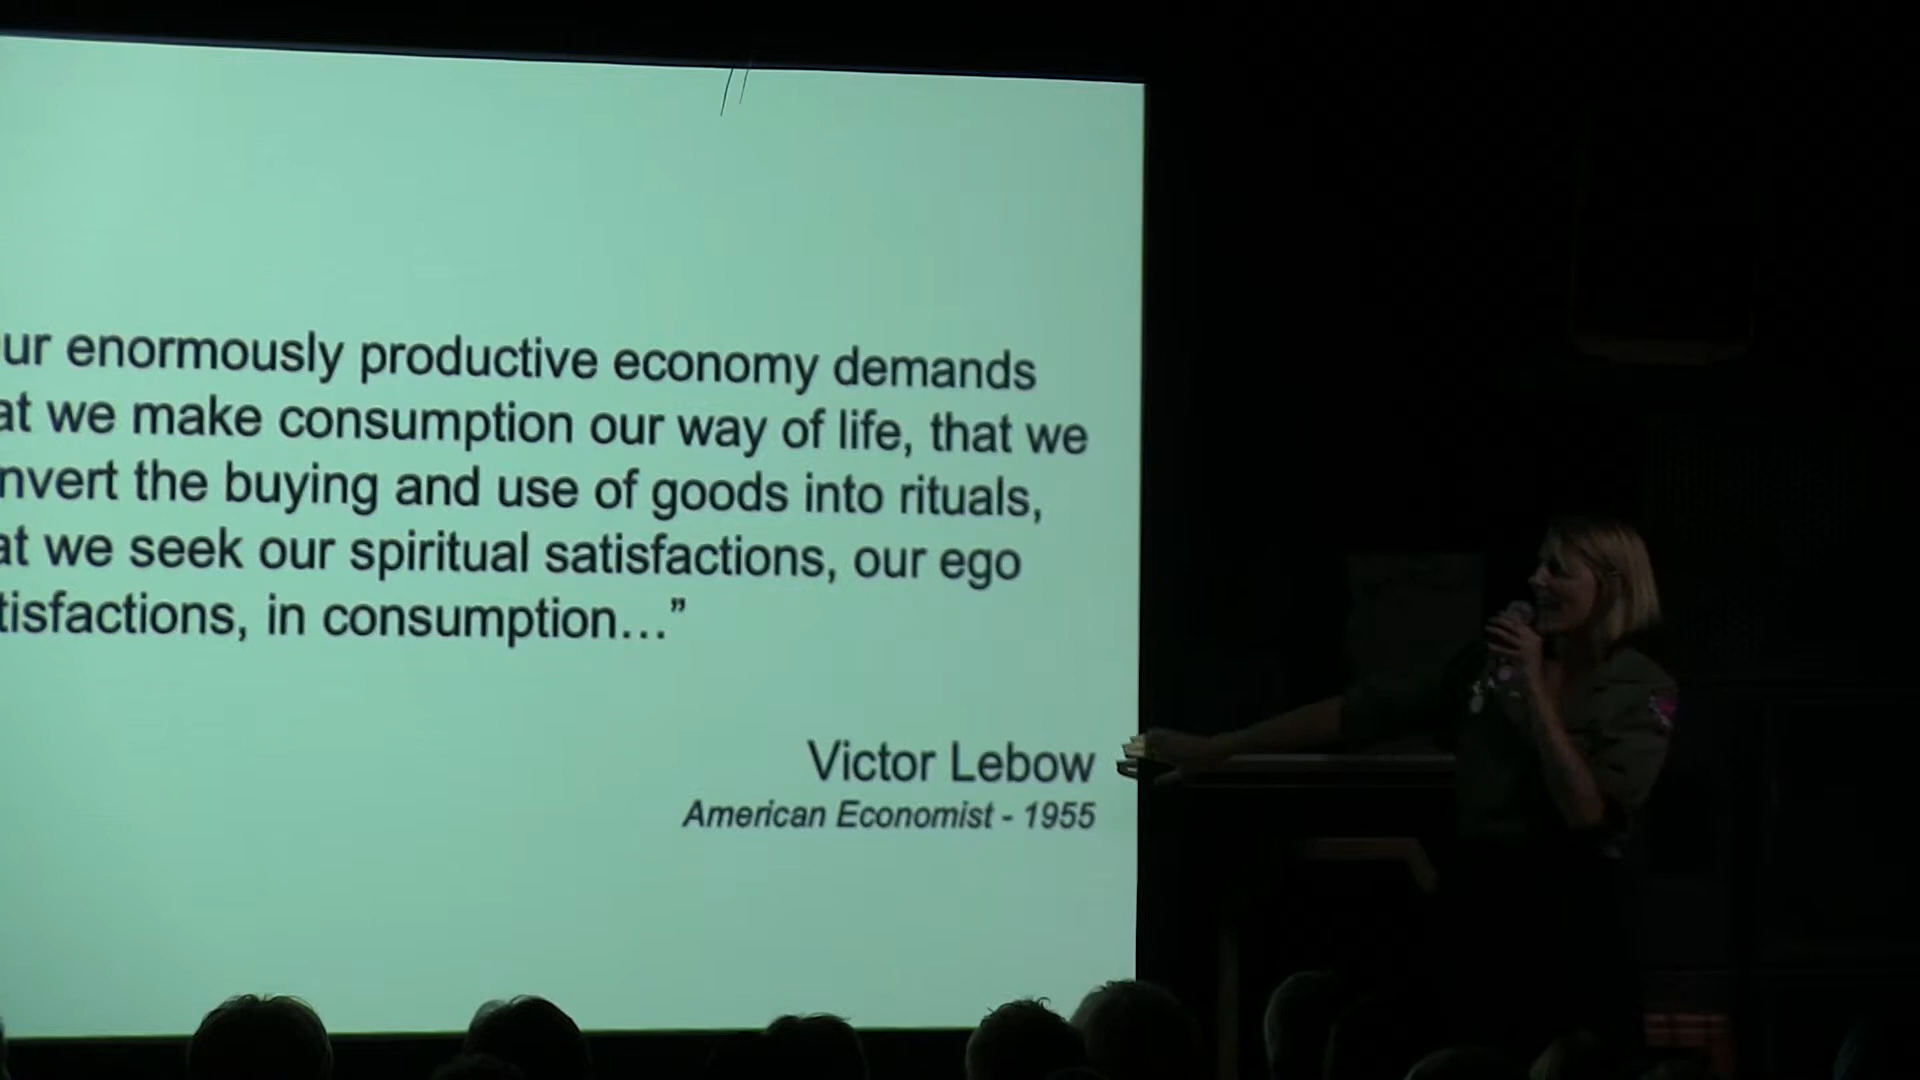 ur enormously productive economy demands
at we make consumption our way of life, that we
nvert the buying and use of goods into rituals,
at we seek our spiritual satisfactions, our ego
tisfactions, in consumption…”
Victor Lebow
American Economist - 1955